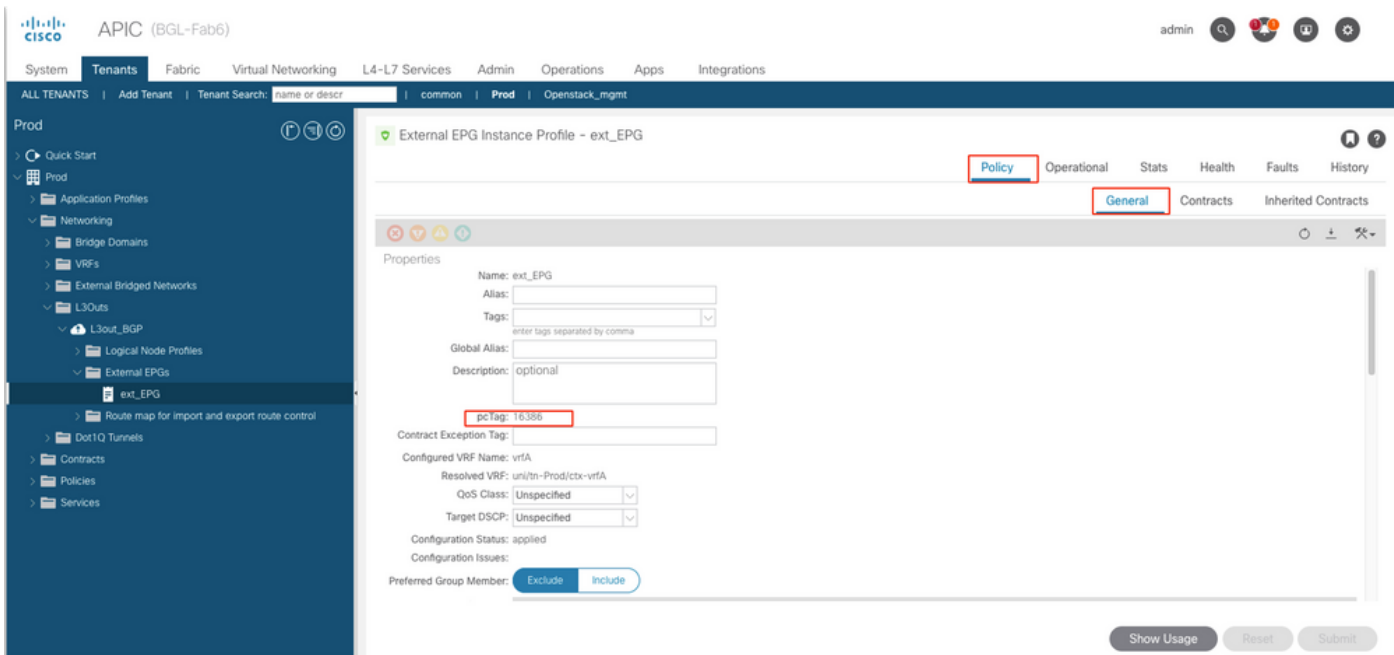 cisco
APIC (BGL-Fab6)
admin
System Tenants Fabric Virtual Networking L4-L7 Services Admin Operations Apps Integrations
ALL TENANTS | Add Tenant | Tenant Search: name or descr | common | Prod | Openstack_mgmt
Prod
Quick Start
Prod
Application Profiles
Networking
Bridge Domains
VRFs
External Bridged Networks
L3Outs
L3out_BGP
Logical Node Profiles
External EPGs
ext_EPG
Route map for import and export route control
Dot1Q Tunnels
Contracts
Policies
Services
External EPG Instance Profile - ext_EPG
Policy Operational Stats Health Faults History
General Contracts Inherited Contracts
Properties
Name: ext_EPG
Alias:
Tags:
enter tags separated by comma
Global Alias:
Description: optional
pcTag: 16386
Contract Exception Tag:
Configured VRF Name: vrfA
Resolved VRF: uni/tn-Prod/ctx-vrfA
QoS Class: Unspecified
Target DSCP: Unspecified
Configuration Status: applied
Configuration Issues:
Preferred Group Member: Exclude Include
Show Usage Reset Submit